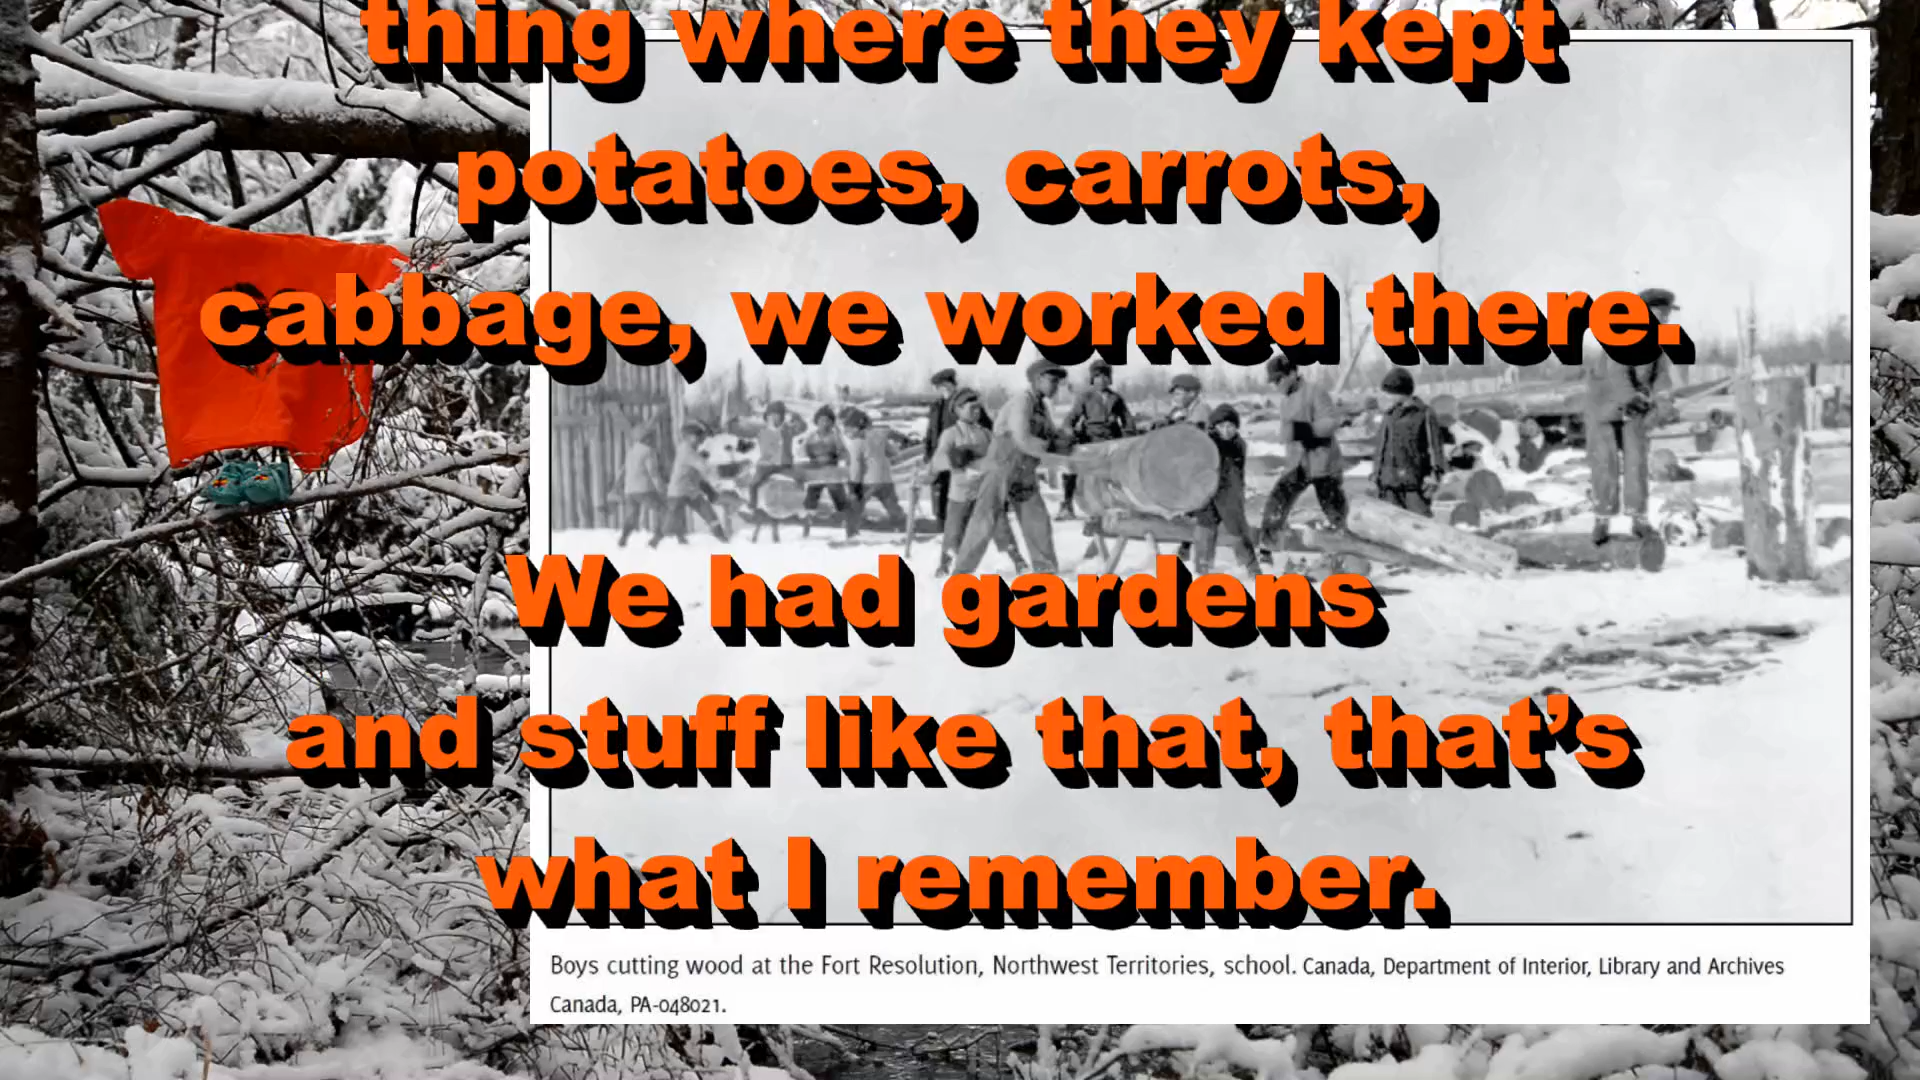 thing where they kept
potatoes, carrots,
cabbage, we worked there.
We had gardens
and stuff like that, that’s
what I remember.
Boys cutting wood at the Fort Resolution, Northwest Territories, school. Canada, Department of Interior, Library and Archives
Canada, PA-048021.